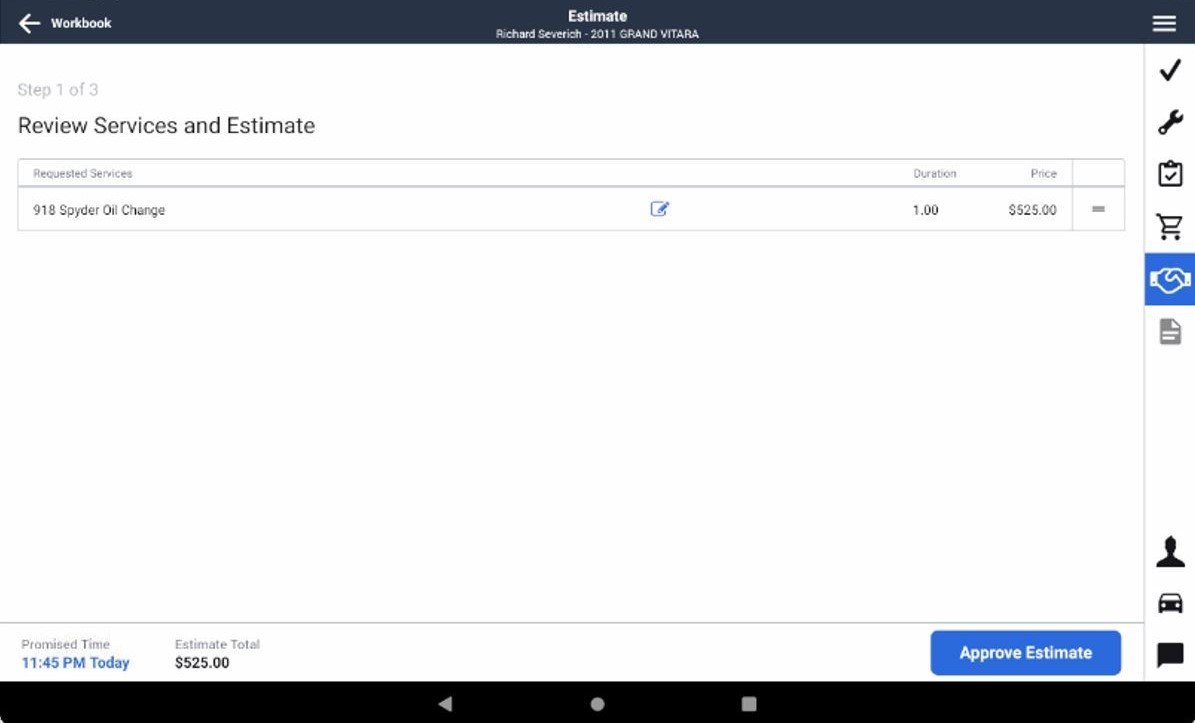 Workbook
Estimate
Richard Severich - 2011 GRAND VITARA
Step 1 of 3
Review Services and Estimate
Requested Services Duration Price
918 Spyder Oil Change 1.00 $525.00
Promised Time Estimate Total
11:45 PM Today $525.00
Approve Estimate